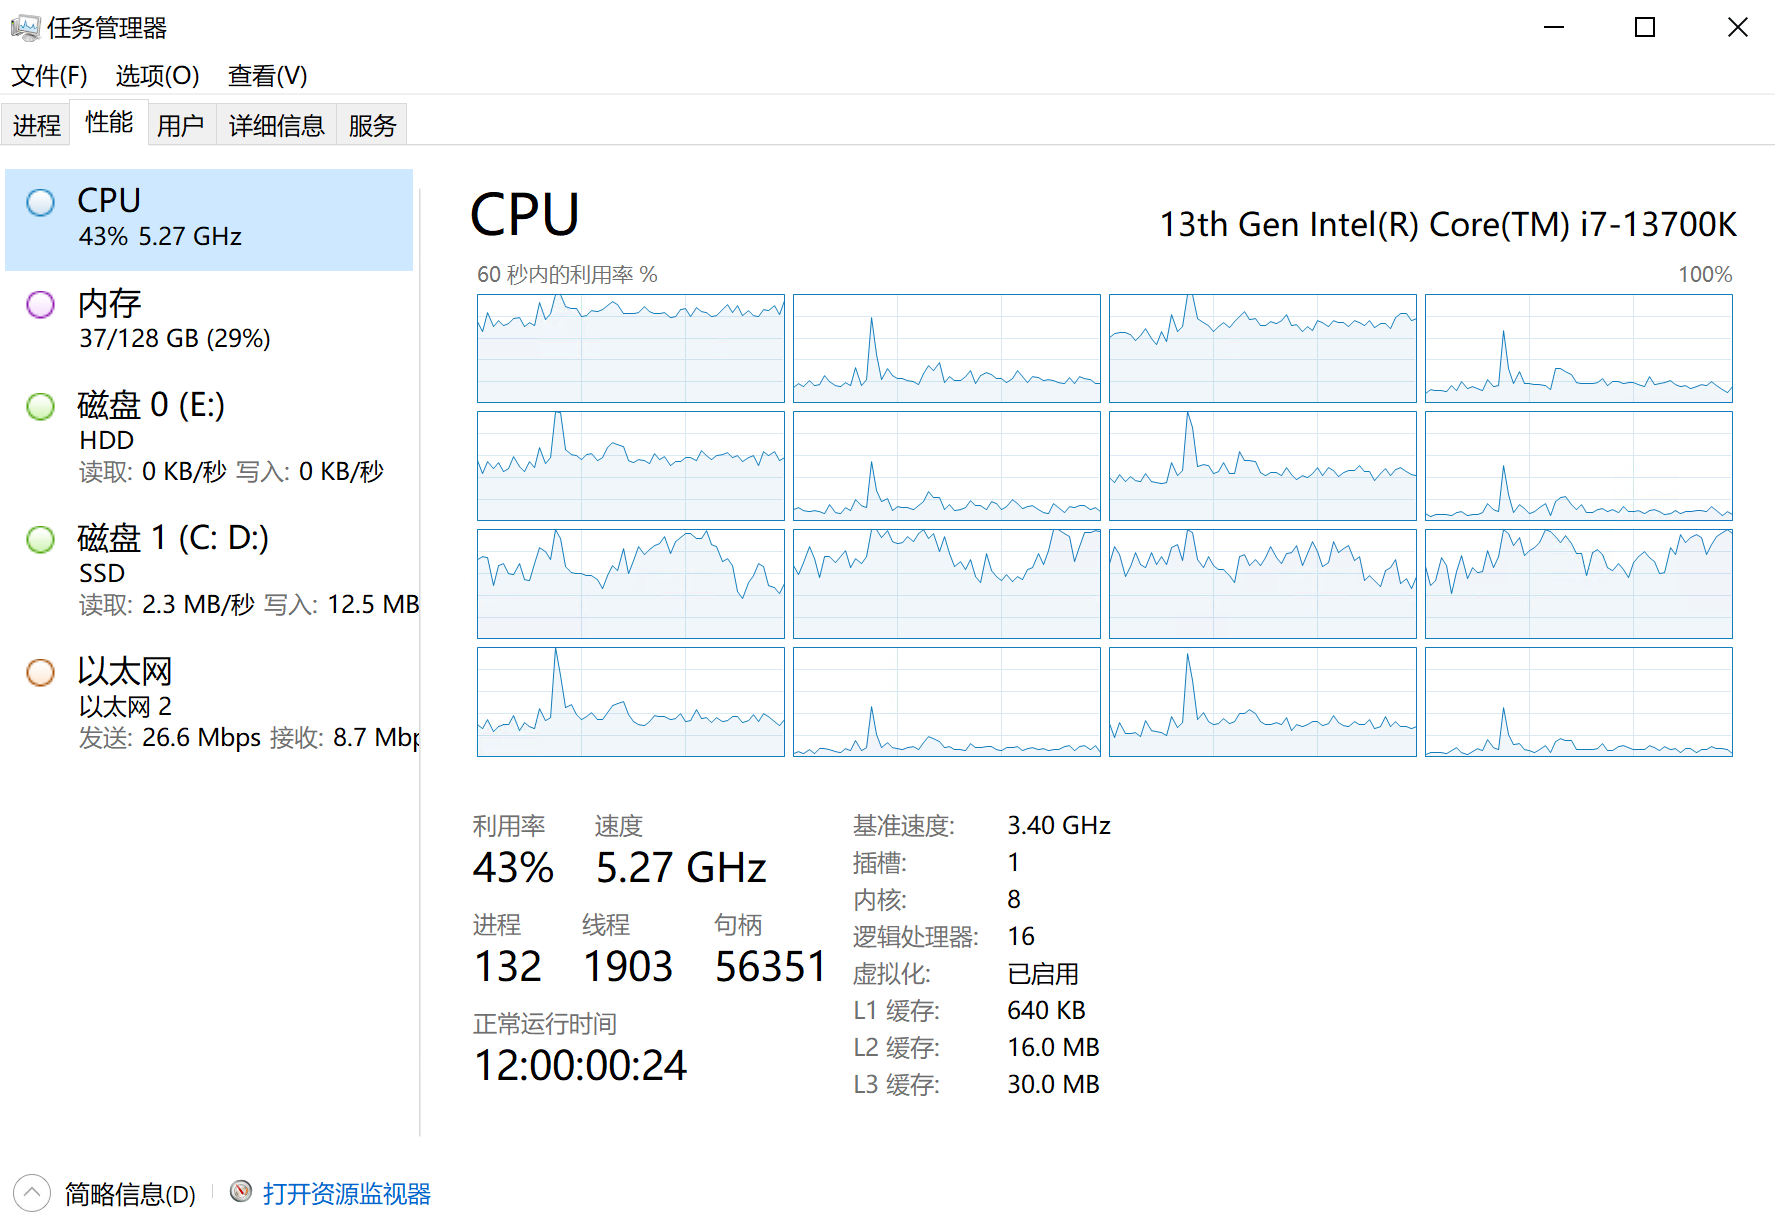 任务管理器
文件(F) 选项(O) 查看(V)
进程 性能 用户 详细信息 服务
CPU
43% 5.27 GHz
内存
37/128 GB (29%)
磁盘 0 (E:)
HDD
读取: 0 KB/秒 写入: 0 KB/秒
磁盘 1 (C: D:)
SSD
读取: 2.3 MB/秒 写入: 12.5 MB
以太网
以太网 2
发送: 26.6 Mbps 接收: 8.7 Mbp
CPU
13th Gen Intel(R) Core(TM) i7-13700K
60 秒内的利用率 % 100%
利用率 速度
43% 5.27 GHz
进程 线程 句柄
132 1903 56351
正常运行时间
12:00:00:24
基准速度: 3.40 GHz
插槽: 1
内核: 8
逻辑处理器: 16
虚拟化: 已启用
L1 缓存: 640 KB
L2 缓存: 16.0 MB
L3 缓存: 30.0 MB
简略信息(D) 打开资源监视器